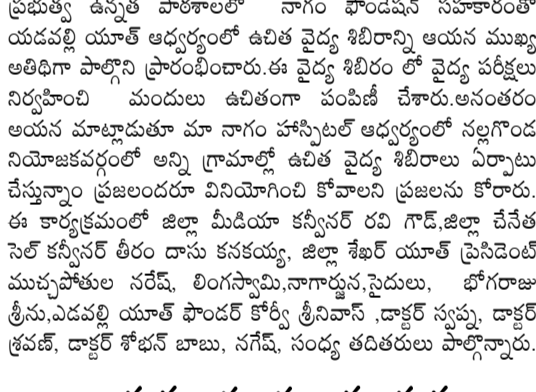 ప్రభుత్వ ఉన్నత పాఠశాలలో నాగం ఫౌండేషన్ సహకారంతో
యడవల్లి యూత్ ఆధ్వర్యంలో ఉచిత వైద్య శిబిరాన్ని ఆయన ముఖ్య
అతిథిగా పాల్గొని ప్రారంభించారు.ఈ వైద్య శిబిరం లో వైద్య పరీక్షలు
నిర్వహించి మందులు ఉచితంగా పంపిణీ చేశారు.అనంతరం
ఆయన మాట్లాడుతూ మా నాగం హాస్పిటల్ ఆధ్వర్యంలో నల్లగొండ
నియోజకవర్గంలో అన్ని గ్రామాల్లో ఉచిత వైద్య శిబిరాలు ఏర్పాటు
చేస్తున్నాం ప్రజలందరూ వినియోగించి కోవాలని ప్రజలను కోరారు.
ఈ కార్యక్రమంలో జిల్లా మీడియా కన్వీనర్ రవి గౌడ్,జిల్లా చేనేత
సెల్ కన్వీనర్ తీరం దాసు కనకయ్య, జిల్లా శేఖర్ యూత్ ప్రెసిడెంట్
ముచ్చపోతుల నరేష్, లింగస్వామి,నాగార్జున,సైదులు, భోగరాజు
శ్రీను,ఎడవల్లి యూత్ ఫౌండర్ కోర్వీ శ్రీనివాస్ ,డాక్టర్ స్వప్న, డాక్టర్
శ్రవణ్, డాక్టర్ శోభన్ బాబు, నగేష్, సంధ్య తదితరులు పాల్గొన్నారు.